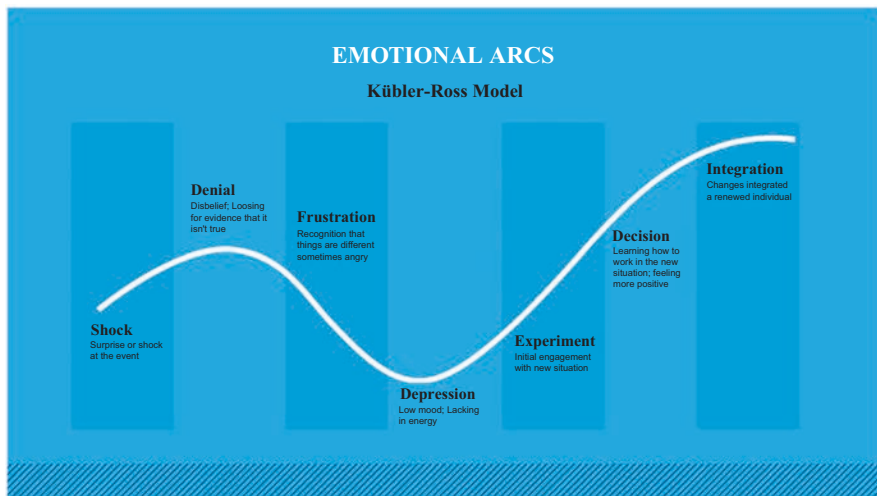 EMOTIONAL ARCS
Kübler-Ross Model
Shock
Surprise or shock
at the event
Denial
Disbelief; Loosing
for evidence that it
isn't true
Frustration
Recognition that
things are different
sometimes angry
Depression
Low mood; Lacking
in energy
Experiment
Initial engagement
with new situation
Decision
Learning how to
work in the new
situation; feeling
more positive
Integration
Changes integrated
a renewed individual